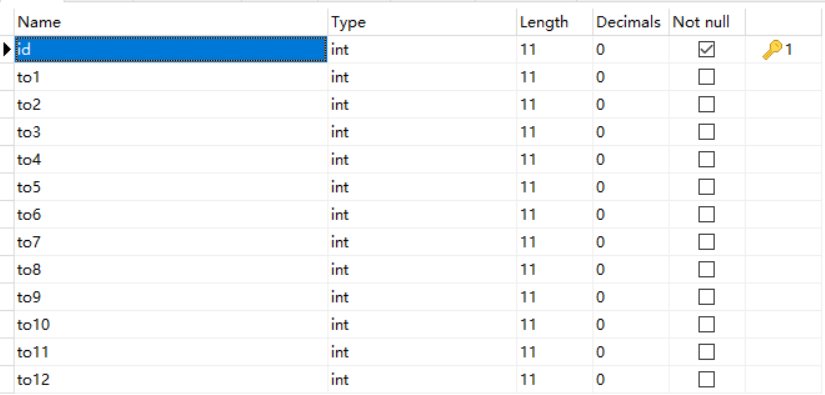 Name Type Length Decimals Not null
id int 11 0 1
to1 int 11 0
to2 int 11 0
to3 int 11 0
to4 int 11 0
to5 int 11 0
to6 int 11 0
to7 int 11 0
to8 int 11 0
to9 int 11 0
to10 int 11 0
to11 int 11 0
to12 int 11 0